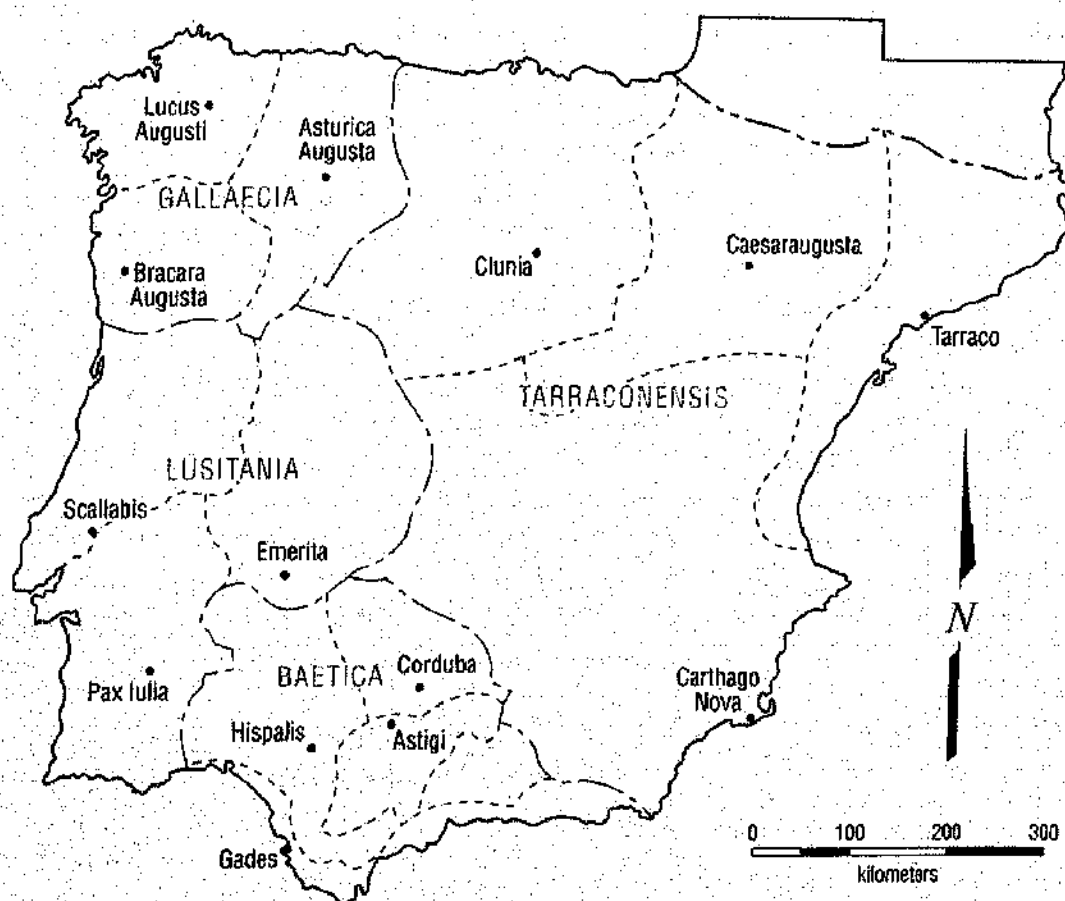 Lucus
Augusti
Asturica
Augusta
GALLAECIA
Bracara
Augusta
Clunia
Caesaraugusta
Tarraco
TARRACONENSIS
LUSITANIA
Scallabis
Emerita
N
BAETICA
Corduba
Carthago
Nova
Pax Iulia
Hispalis
Astigi
Gades
0 100 200 300
kilometers